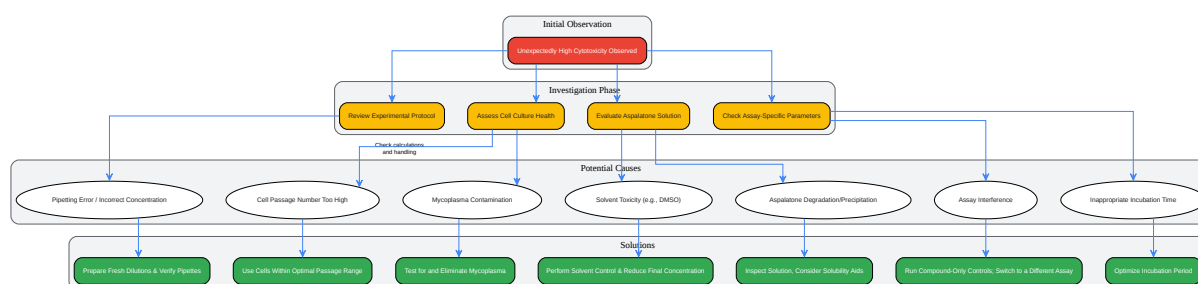 Initial Observation
Unexpectedly High Cytotoxicity Observed
Investigation Phase
Review Experimental Protocol
Assess Cell Culture Health
Evaluate Aspalatone Solution
Check Assay-Specific Parameters
Check calculations
and handling
Potential Causes
Pipetting Error / Incorrect Concentration
Cell Passage Number Too High
Mycoplasma Contamination
Solvent Toxicity (e.g., DMSO)
Aspalatone Degradation/Precipitation
Assay Interference
Inappropriate Incubation Time
Solutions
Prepare Fresh Dilutions & Verify Pipettes
Use Cells Within Optimal Passage Range
Test for and Eliminate Mycoplasma
Perform Solvent Control & Reduce Final Concentration
Inspect Solution, Consider Solubility Aids
Run Compound-Only Controls; Switch to a Different Assay
Optimize Incubation Period